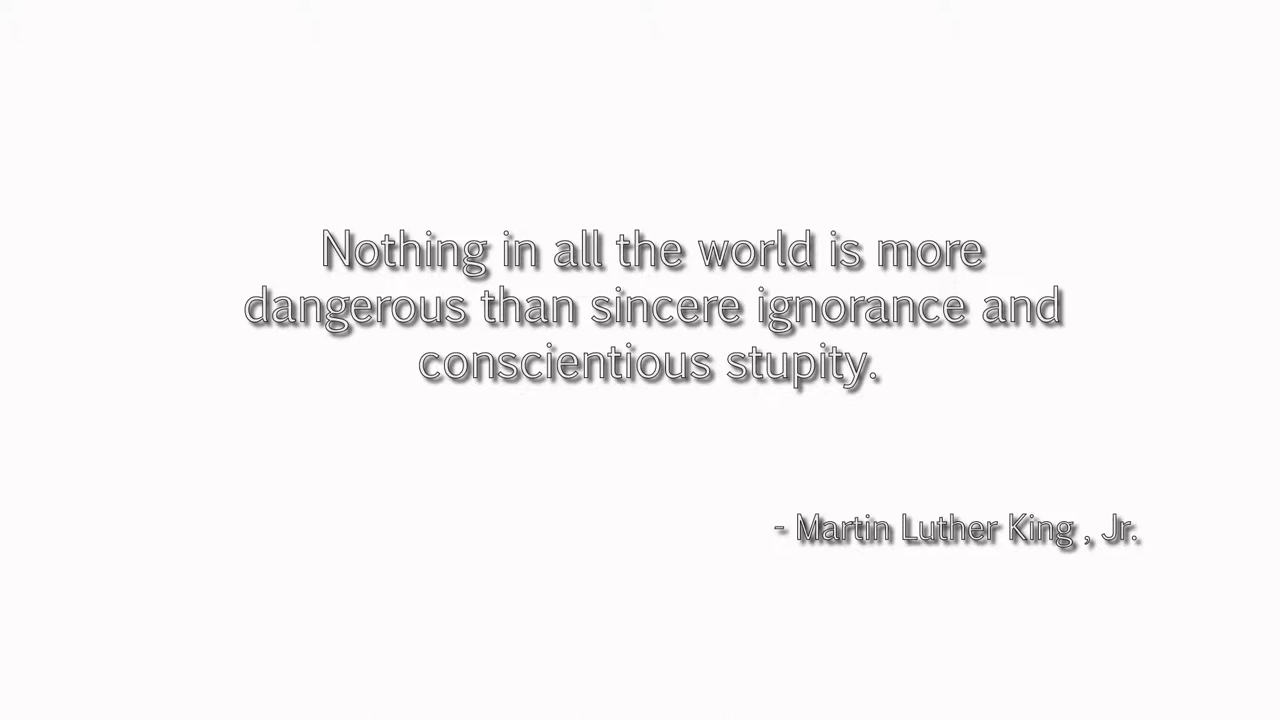 Nothing in all the world is more
dangerous than sincere ignorance and
conscientious stupity.
- Martin Luther King , Jr.